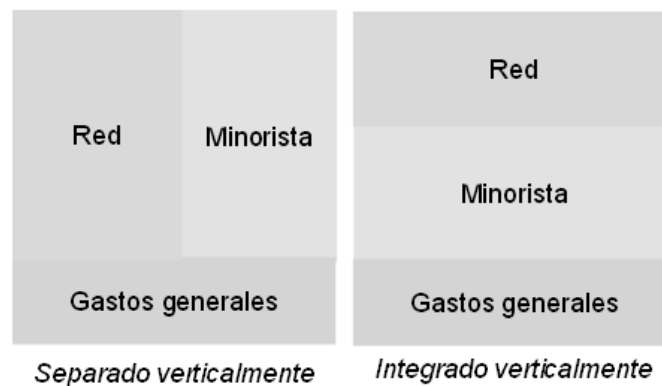 Red
Minorista
Gastos generales
Separado verticalmente
Red
Minorista
Gastos generales
Integrado verticalmente